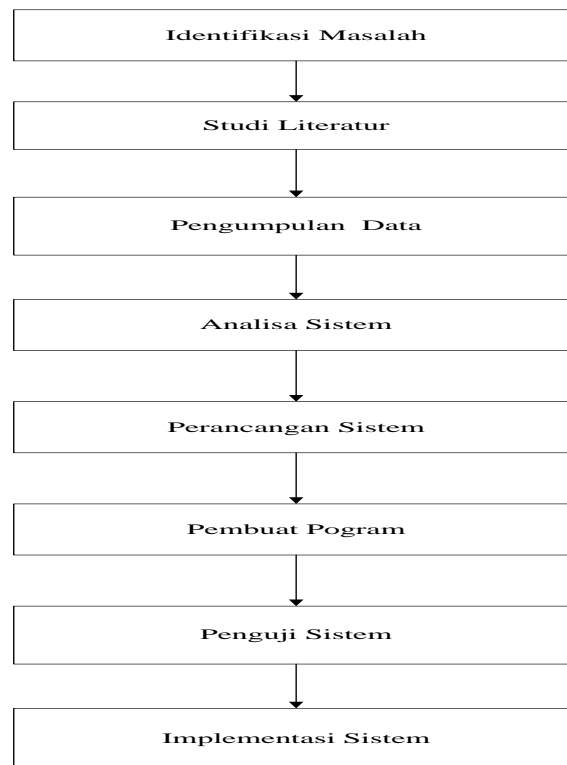 Identifikasi Masalah
Studi Literatur
Pengumpulan Data
Analisa Sistem
Perancangan Sistem
Pembuat Pogram
Penguji Sistem
Implementasi Sistem